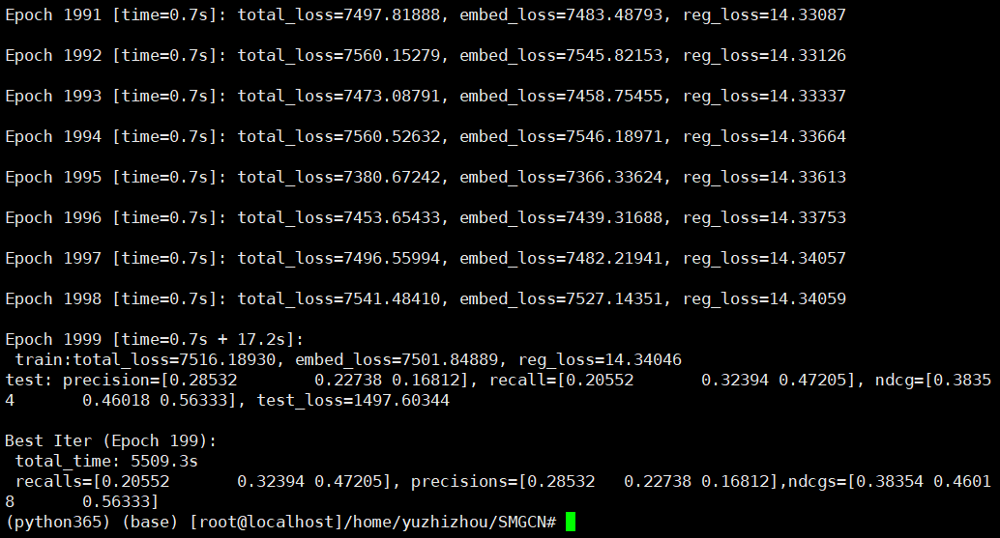 Epoch 1991 [time=0.7s]: total_loss=7497.81888, embed_loss=7483.48793, reg_loss=14.33087
Epoch 1992 [time=0.7s]: total_loss=7560.15279, embed_loss=7545.82153, reg_loss=14.33126
Epoch 1993 [time=0.7s]: total_loss=7473.08791, embed_loss=7458.75455, reg_loss=14.33337
Epoch 1994 [time=0.7s]: total_loss=7560.52632, embed_loss=7546.18971, reg_loss=14.33664
Epoch 1995 [time=0.7s]: total_loss=7380.67242, embed_loss=7366.33624, reg_loss=14.33613
Epoch 1996 [time=0.7s]: total_loss=7453.65433, embed_loss=7439.31688, reg_loss=14.33753
Epoch 1997 [time=0.7s]: total_loss=7496.55994, embed_loss=7482.21941, reg_loss=14.34057
Epoch 1998 [time=0.7s]: total_loss=7541.48410, embed_loss=7527.14351, reg_loss=14.34059
Epoch 1999 [time=0.7s + 17.2s]:
 train:total_loss=7516.18930, embed_loss=7501.84889, reg_loss=14.34046
test: precision=[0.28532        0.22738 0.16812], recall=[0.20552       0.32394 0.47205], ndcg=[0.3835
4       0.46018 0.56333], test_loss=1497.60344
Best Iter (Epoch 199):
 total_time: 5509.3s
 recalls=[0.20552       0.32394 0.47205], precisions=[0.28532   0.22738 0.16812],ndcgs=[0.38354 0.4601
8       0.56333]
(python365) (base) [root@localhost]/home/yuzhizhou/SMGCN#